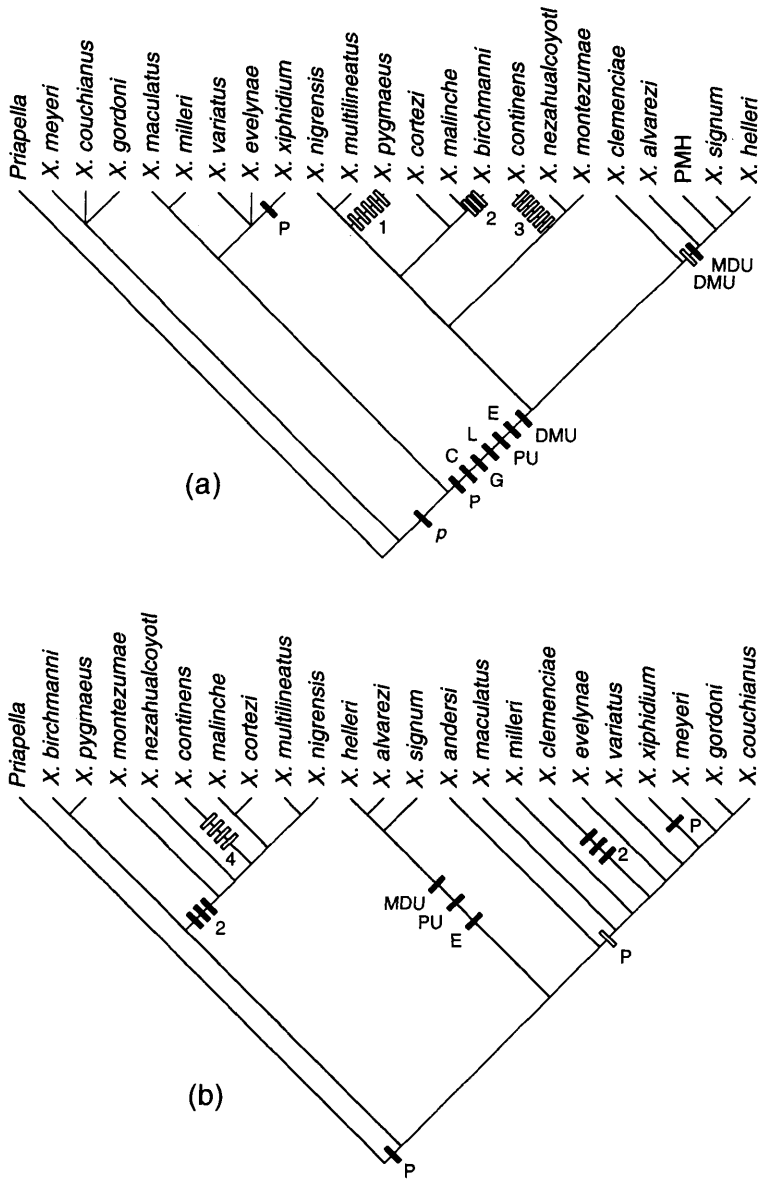 Priapella
X. meyeri
X. couchianus
X. gordoni
X. maculatus
X. milleri
X. variatus
X. evelynae
X. xiphidium
X. nigrensis
X. multilineatus
X. pygmaeus
X. cortezi
X. malinche
X. birchmanni
X. continens
X. nezahualcoyotl
X. montezumae
X. clemenciae
X. alvarezi
PMH
X. signum
X. helleri
P
1
2
3
MDU
DMU
E
L
DMU
C
PU
G
P
(a)
p
Priapella
X. birchmanni
X. pygmaeus
X. montezumae
X. nezahualcoyotl
X. continens
X. malinche
X. cortezi
X. multilineatus
X. nigrensis
X. helleri
X. alvarezi
X. signum
X. andersi
X. maculatus
X. milleri
X. clemenciae
X. evelynae
X. variatus
X. xiphidium
X. meyeri
X. gordoni
X. couchianus
4
P
2
2
MDU
PU
E
P
(b)
P